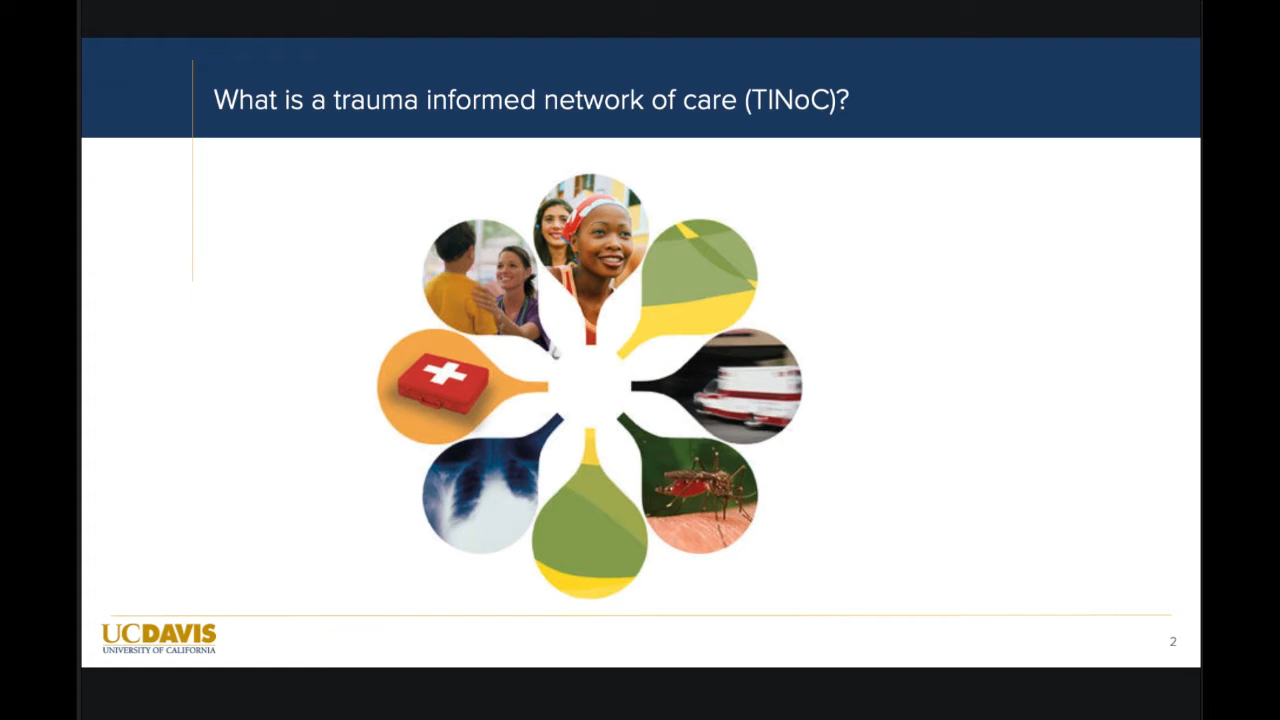 What is a trauma informed network of care (TINoC)?
UCDAVIS
UNIVERSITY OF CALIFORNIA
2